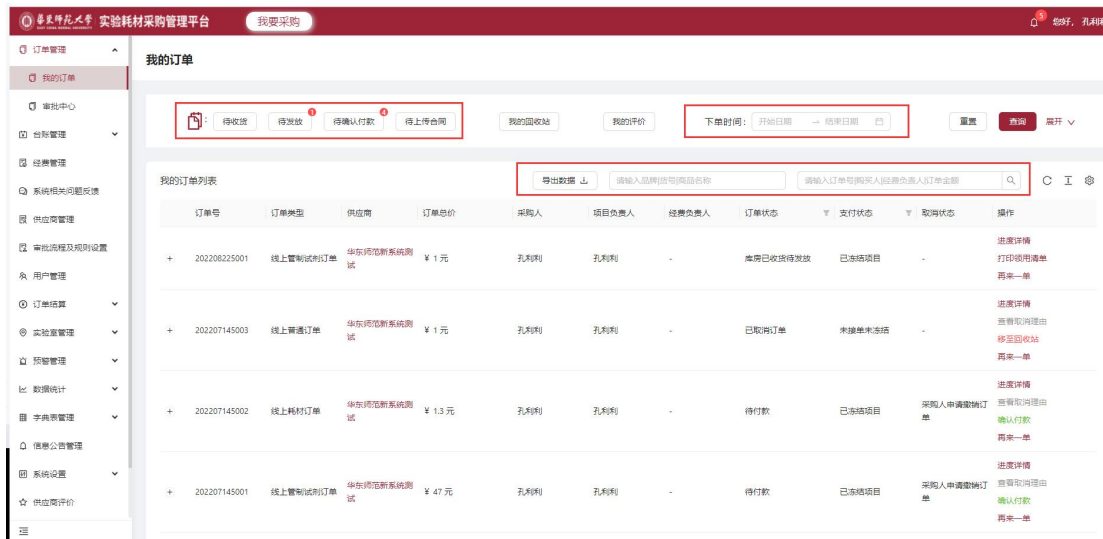 華東師范大学 实验耗材采购管理平台 我要采购 5 您好，孔利利
EAST CHINA NORMAL UNIVERSITY
订单管理
我的订单
审批中心
台账管理
经费管理
系统相关问题反馈
供应商管理
审批流程及规则设置
用户管理
订单结算
实验室管理
预警管理
数据统计
字典表管理
信息公告管理
系统设置
供应商评价
我的订单
待收货 待发放 1 待确认付款 4 待上传合同 我的回收站 我的评价 下单时间： 开始日期 → 结束日期 重置 查询 展开
我的订单列表 导出数据 请输入品牌|货号|商品名称 请输入订单号|购买人|经费负责人|订单金额
订单号 订单类型 供应商 订单总价 采购人 项目负责人 经费负责人 订单状态 支付状态 取消状态 操作
+ 202208225001 线上管制试剂订单 华东师范新系统测试 ¥ 1 元 孔利利 孔利利 - 库房已收货待发放 已冻结项目 -
进度详情
打印领用清单
再来一单
+ 202207145003 线上普通订单 华东师范新系统测试 ¥ 1 元 孔利利 孔利利 - 已取消订单 未接单未冻结 -
进度详情
查看取消理由
移至回收站
再来一单
+ 202207145002 线上耗材订单 华东师范新系统测试 ¥ 1.3 元 孔利利 孔利利 - 待付款 已冻结项目 采购人申请撤销订单
进度详情
查看取消理由
确认付款
再来一单
+ 202207145001 线上管制试剂订单 华东师范新系统测试 ¥ 47 元 孔利利 孔利利 - 待付款 已冻结项目 采购人申请撤销订单
进度详情
查看取消理由
确认付款
再来一单